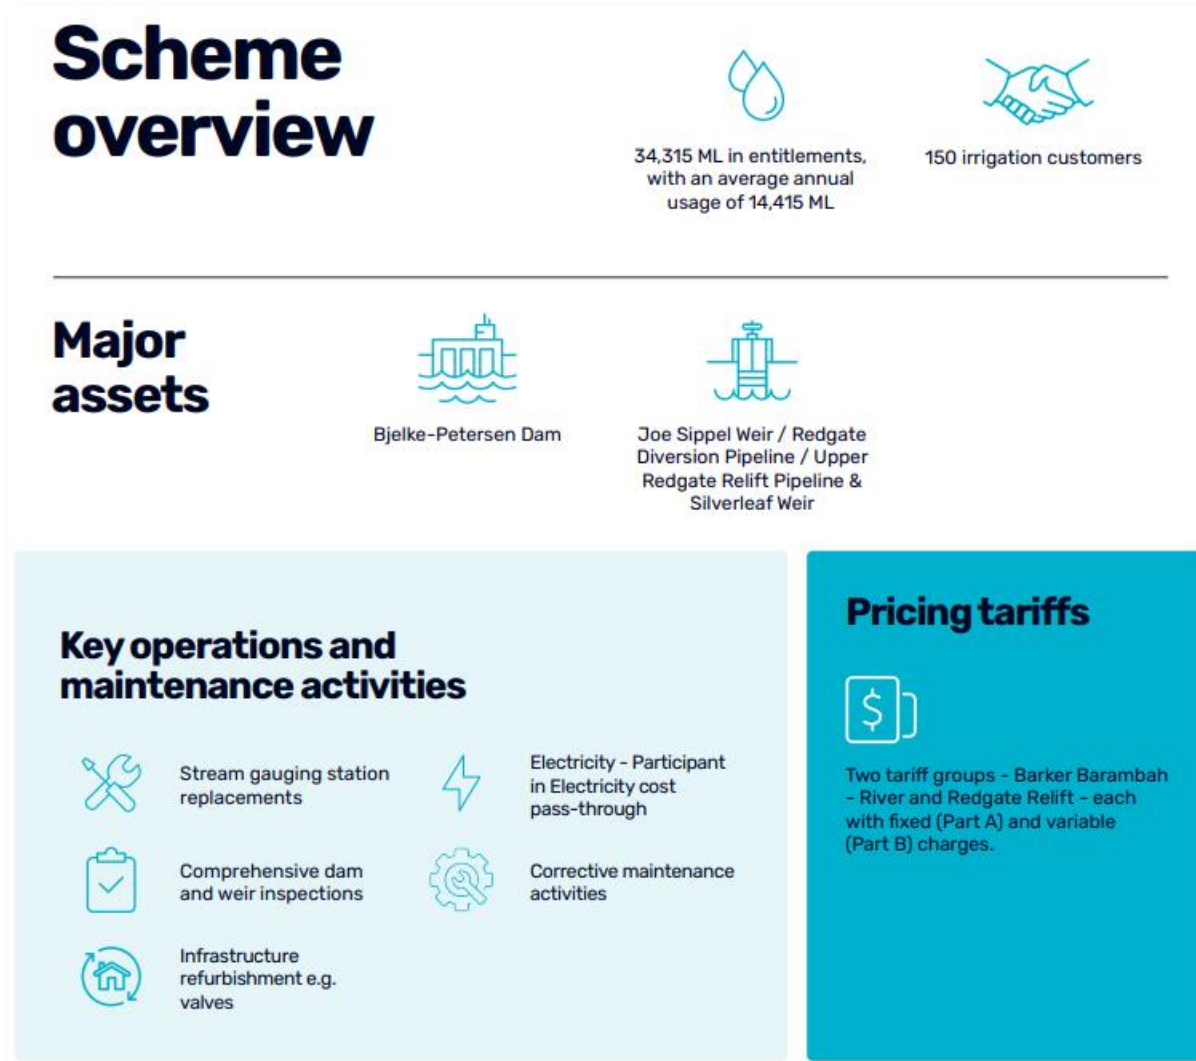 Scheme
overview
34,315 ML in entitlements,
with an average annual
usage of 14,415 ML
150 irrigation customers
Major
assets
Bjelke-Petersen Dam
Joe Sippel Weir / Redgate
Diversion Pipeline / Upper
Redgate Relift Pipeline &
Silverleaf Weir
Key operations and
maintenance activities
Stream gauging station
replacements
Electricity - Participant
in Electricity cost
pass-through
Comprehensive dam
and weir inspections
Corrective maintenance
activities
Infrastructure
refurbishment e.g.
valves
Pricing tariffs
$
Two tariff groups - Barker Barambah
- River and Redgate Relift - each
with fixed (Part A) and variable
(Part B) charges.